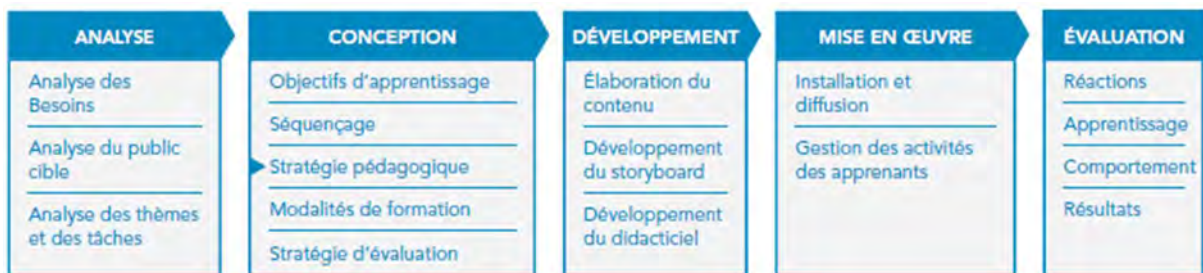 ANALYSE
Analyse des
Besoins
Analyse du public
cible
Analyse des thèmes
et des tâches
CONCEPTION
Objectifs d'apprentissage
Séquençage
Stratégie pédagogique
Modalités de formation
Stratégie d'évaluation
DÉVELOPPEMENT
Élaboration du
contenu
Développement
du storyboard
Développement
du didacticiel
MISE EN ŒUVRE
Installation et
diffusion
Gestion des activités
des apprenants
ÉVALUATION
Réactions
Apprentissage
Comportement
Résultats